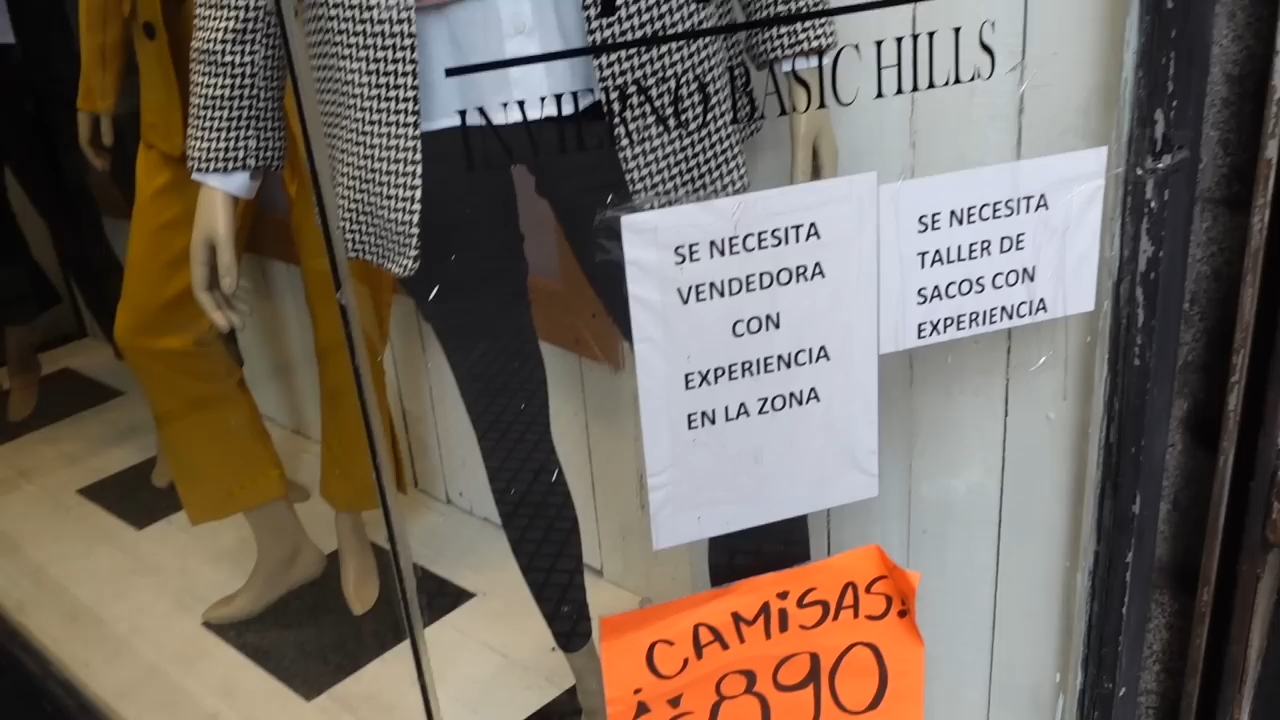 INVIERNO BASIC HILLS
SE NECESITA
VENDEDORA
CON
EXPERIENCIA
EN LA ZONA
SE NECESITA
TALLER DE
SACOS CON
EXPERIENCIA
CAMiSAS!
890